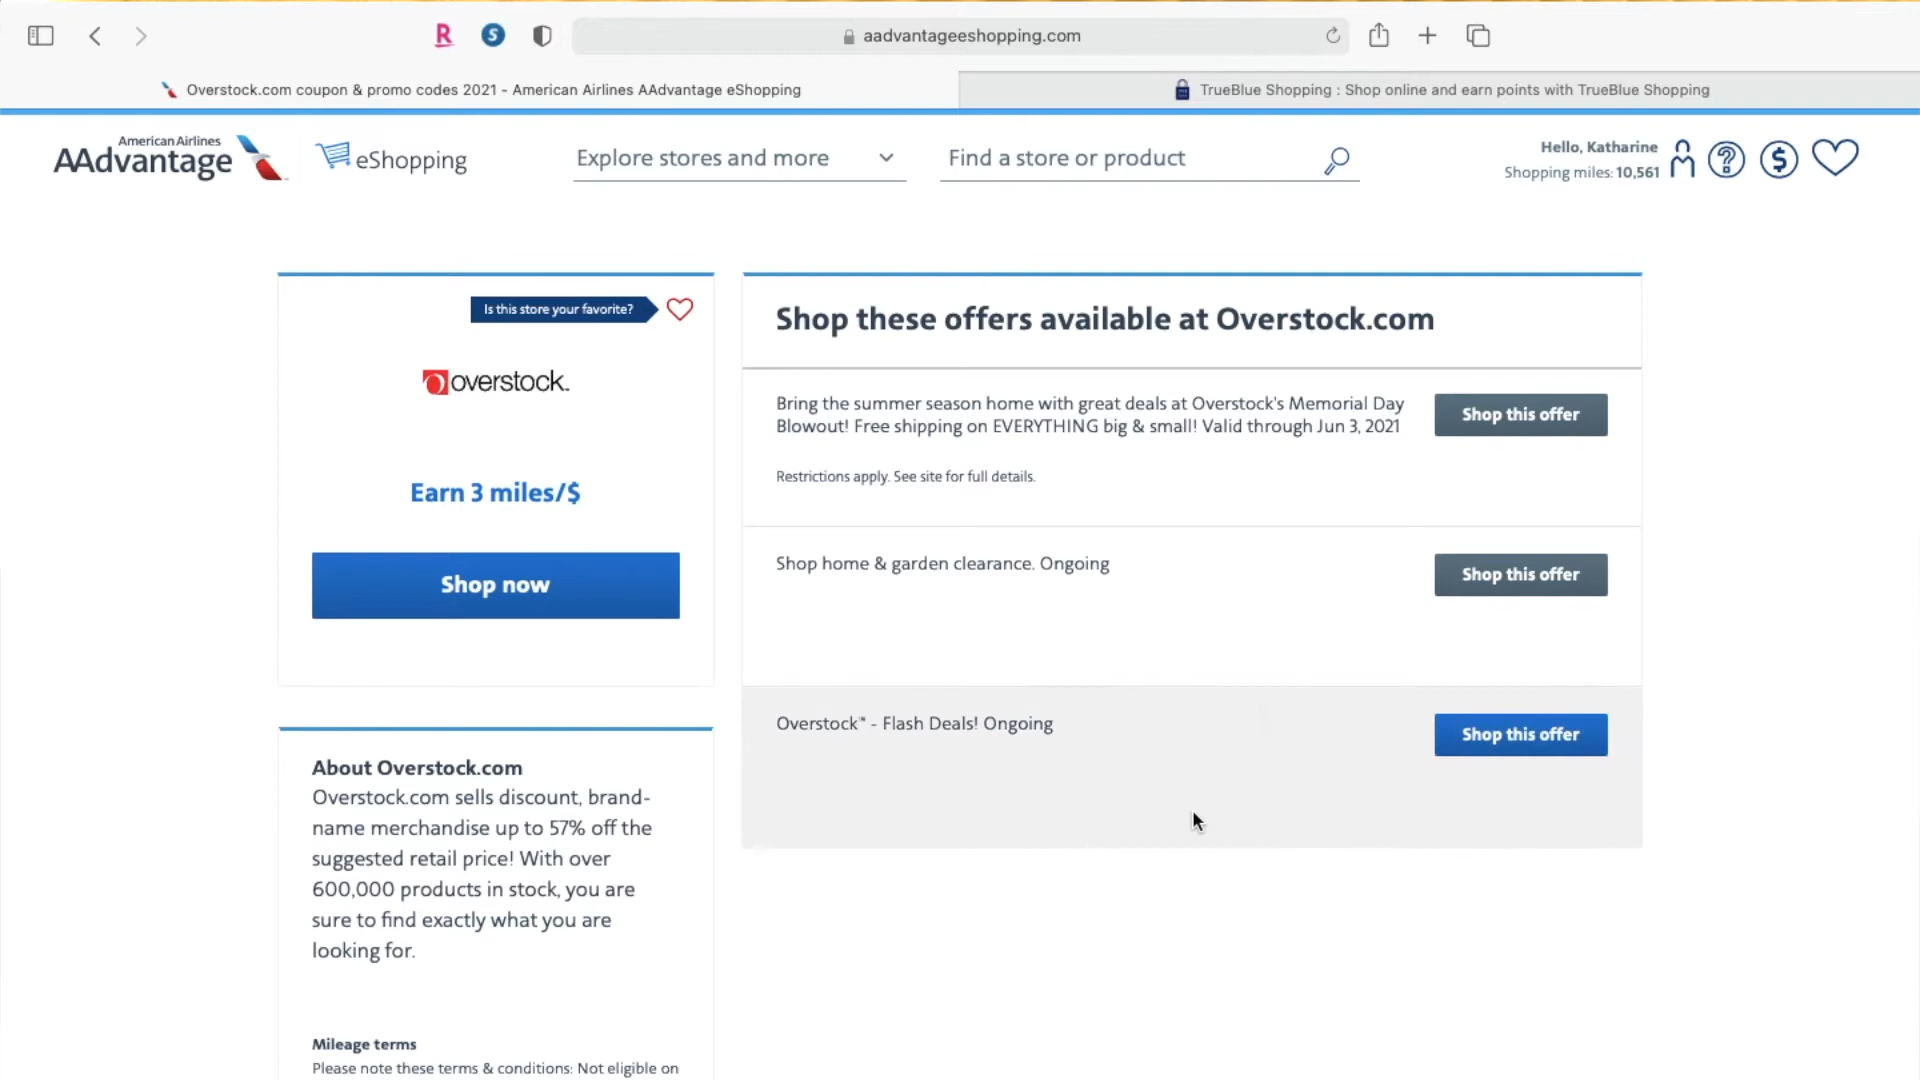 aadvantageeshopping.com
Overstock.com coupon & promo codes 2021 - American Airlines AAdvantage eShopping
TrueBlue Shopping : Shop online and earn points with TrueBlue Shopping
American Airlines
AAdvantage
eShopping
Explore stores and more
Find a store or product
Hello, Katharine
Shopping miles: 10,561
Is this store your favorite?
overstock.
Earn 3 miles/$
Shop now
Shop these offers available at Overstock.com
Bring the summer season home with great deals at Overstock's Memorial Day
Blowout! Free shipping on EVERYTHING big & small! Valid through Jun 3, 2021
Shop this offer
Restrictions apply. See site for full details.
Shop home & garden clearance. Ongoing
Shop this offer
Overstock™ - Flash Deals! Ongoing
Shop this offer
About Overstock.com
Overstock.com sells discount, brand-
name merchandise up to 57% off the
suggested retail price! With over
600,000 products in stock, you are
sure to find exactly what you are
looking for.
Mileage terms
Please note these terms & conditions: Not eligible on